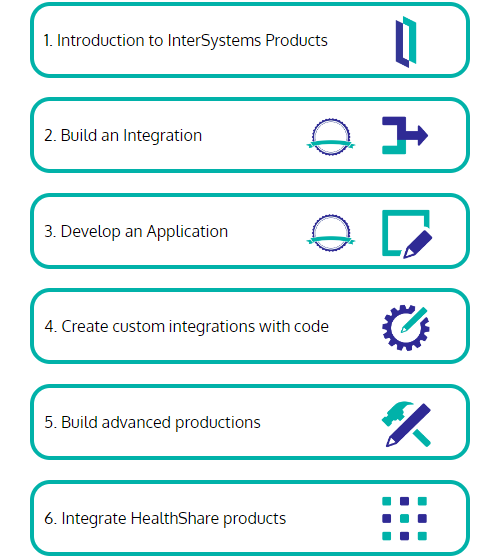 1. Introduction to InterSystems Products
2. Build an Integration
3. Develop an Application
4. Create custom integrations with code
5. Build advanced productions
6. Integrate HealthShare products